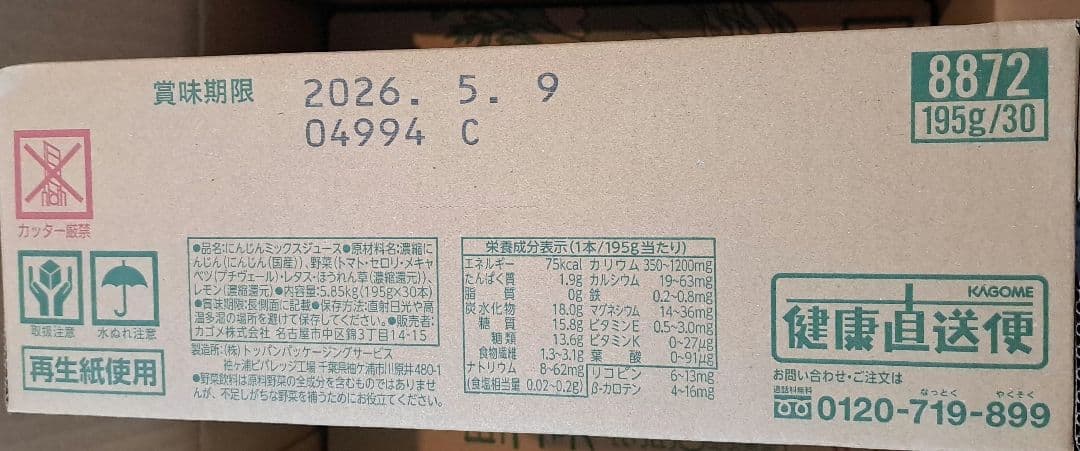 賞味期限 2026. 5. 9
04994 C
8872
195g/30
カッター厳禁
取扱注意 水ぬれ注意
再生紙使用
●品名:にんじんミックスジュース●原材料名:濃縮に
んじん(にんじん(国産))、野菜(トマト・セロリ・メキャ
ベツ(プチヴェール)・レタス・ほうれん草(濃縮還元))、
レモン(濃縮還元)●内容量:5.85kg(195g×30本)
●賞味期限:長側面に記載●保存方法:直射日光や高
温多湿の場所を避けて保存してください。●販売者:
カゴメ株式会社 名古屋市中区錦3丁目14-15
製造所:(株)トッパンパッケージングサービス
袖ヶ浦ビバレッジ工場 千葉県袖ケ浦市川原井480-1
●野菜飲料は原料野菜の全成分を含むものではありませ
んが、不足しがちな野菜を補うためにお役立てください。
栄養成分表示(1本/195g当たり)
エネルギー 75kcal カリウム 350~1200mg
たんぱく質 1.9g カルシウム 19~63mg
脂質 0g 鉄 0.2~0.8mg
炭水化物 18.0g マグネシウム 14~36mg
糖質 15.8g ビタミンE 0.5~3.0mg
糖類 13.6g ビタミンK 0~27μg
食物繊維 1.3~3.1g 葉酸 0~91μg
ナトリウム 8~62mg リコピン 6~13mg
(食塩相当量 0.02~0.2g) β-カロテン 4~16mg
KAGOME
健康直送便
お問い合わせ・ご注文は
通話料無料 なっとく やくそく
0120-719-899